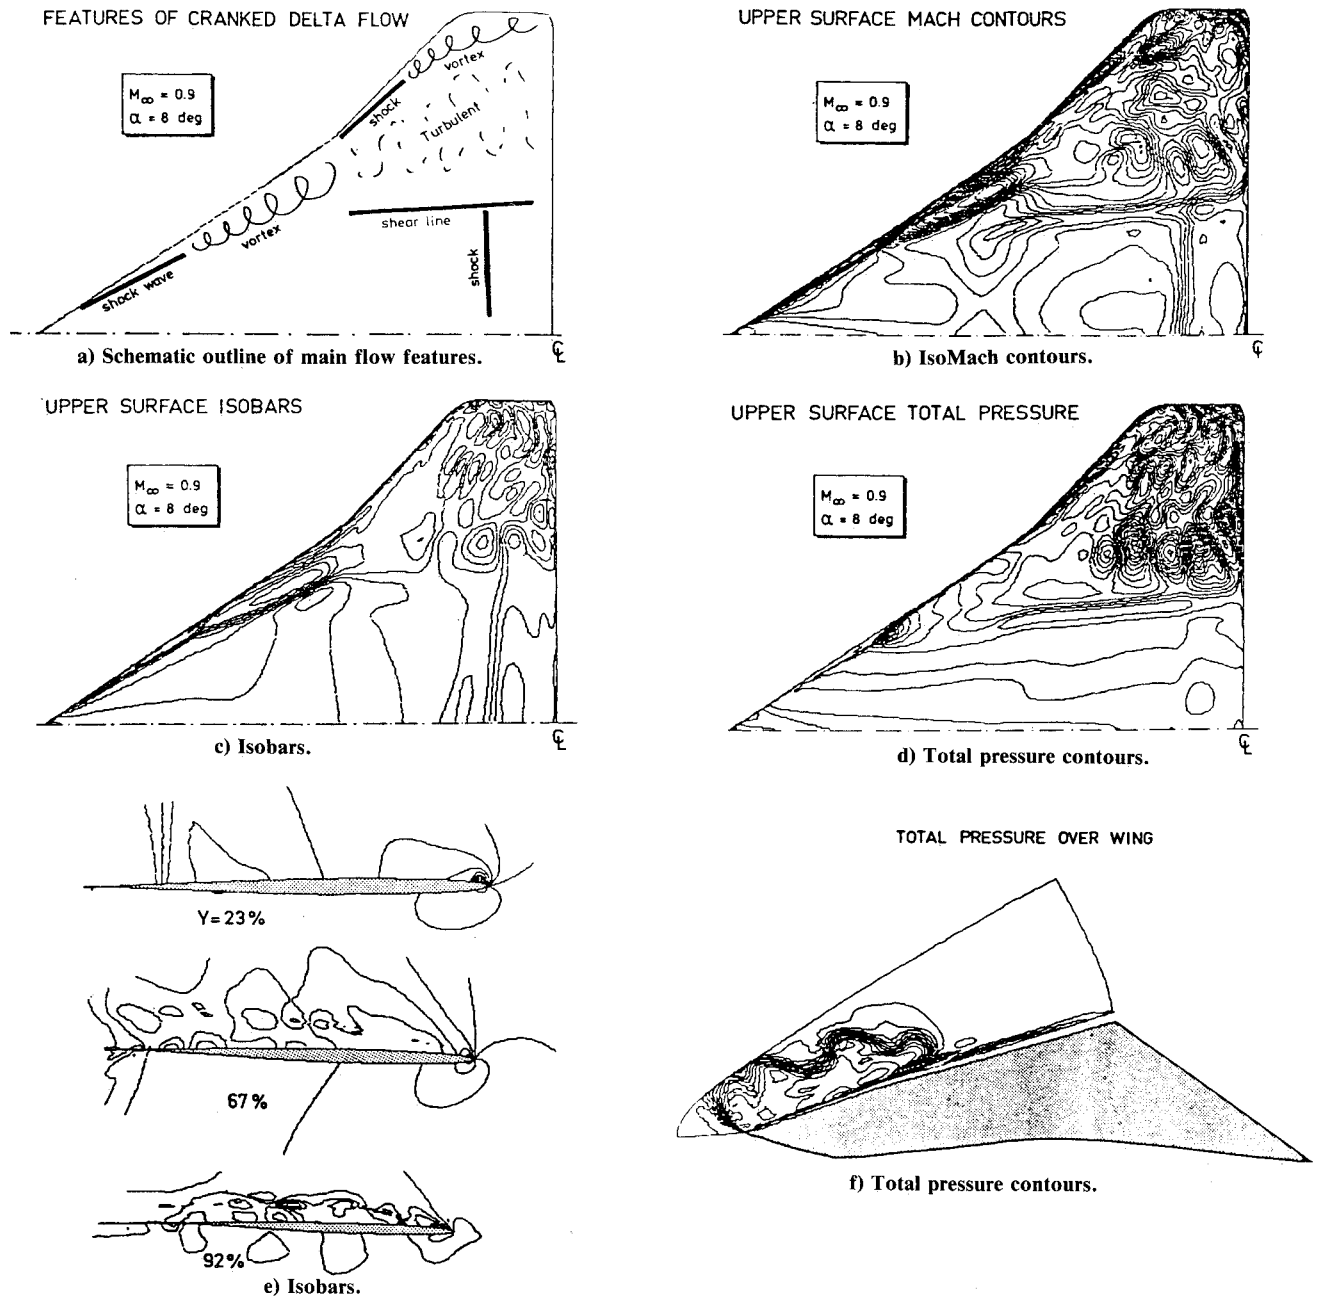 FEATURES OF CRANKED DELTA FLOW
M∞ = 0.9
α = 8 deg
vortex
shock
Turbulent
vortex
shear line
shock
shock wave
℄
a) Schematic outline of main flow features.
UPPER SURFACE MACH CONTOURS
M∞ = 0.9
α = 8 deg
℄
b) IsoMach contours.
UPPER SURFACE ISOBARS
M∞ = 0.9
α = 8 deg
℄
c) Isobars.
UPPER SURFACE TOTAL PRESSURE
M∞ = 0.9
α = 8 deg
℄
d) Total pressure contours.
Y=23%
67%
92%
e) Isobars.
TOTAL PRESSURE OVER WING
f) Total pressure contours.